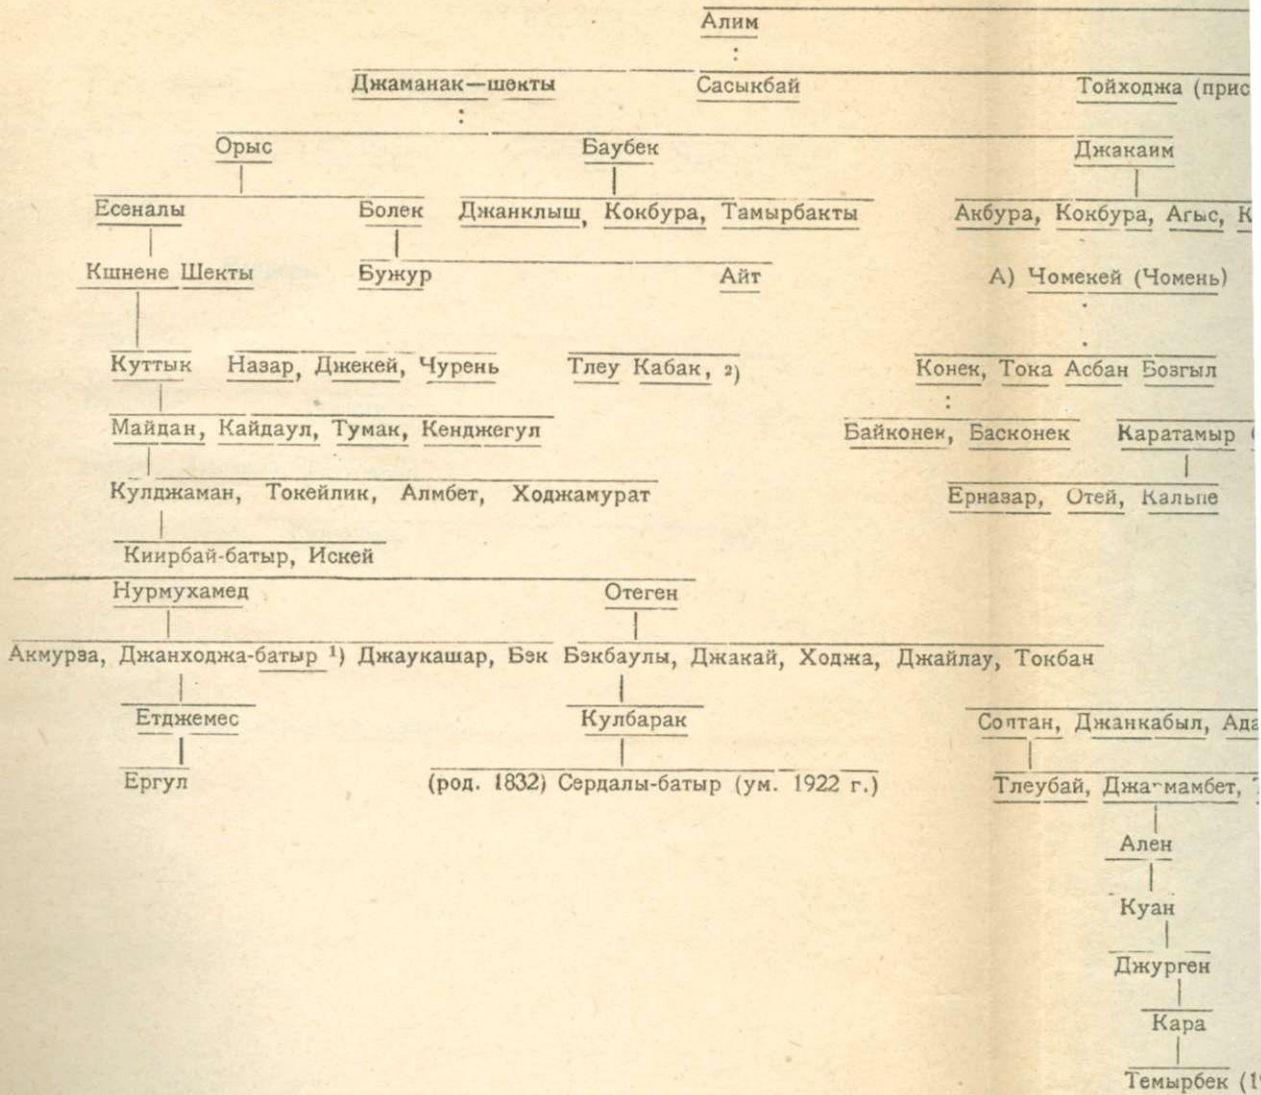 Алим
Джаманак—шекты Сасыкбай Тойходжа (прис
Орыс Баубек Джакаим
Есеналы Болек Джанклыш, Кокбура, Тамырбакты Акбура, Кокбура, Агыс, К
Кшнене Шекты Бужур Айт А) Чомекей (Чомень)
Куттык Назар, Джекей, Чурень Тлеу Кабак, ²) Конек, Тока Асбан Бозгыл
Майдан, Кайдаул, Тумак, Кенджегул Байконек, Басконек Каратамыр (
Кулджаман, Токейлик, Алмбет, Ходжамурат Ерназар, Отей, Кальпе
Киирбай-батыр, Искей
Нурмухамед Отеген
Акмурза, Джанходжа-батыр ¹) Джаукашар, Бэк Бэкбаулы, Джакай, Ходжа, Джайлау, Токбан
Етджемес Кулбарак Солтан, Джанкабыл, Ада
Ергул (род. 1832) Сердалы-батыр (ум. 1922 г.) Тлеубай,
Ален
Куан
Джурген
Кара
Темырбек (1